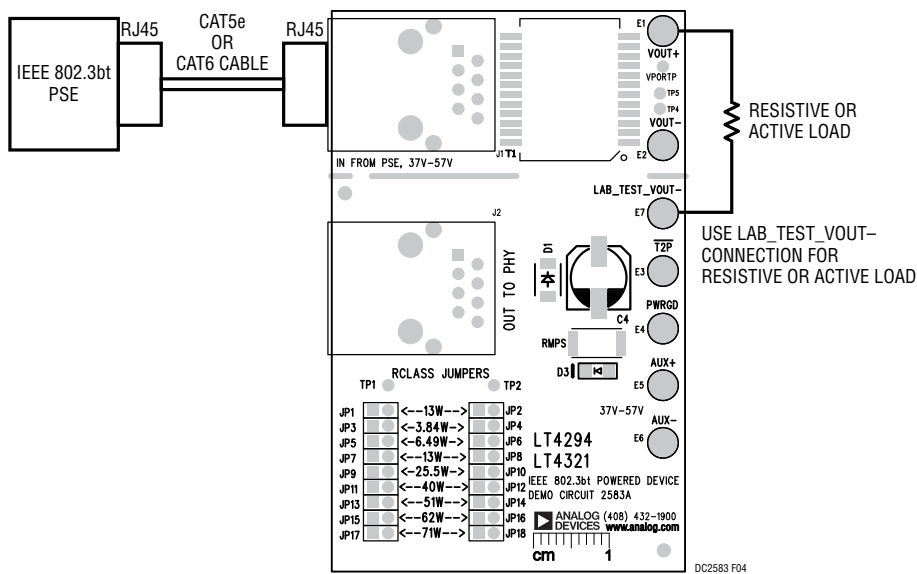 RJ45
CAT5e
OR
CAT6 CABLE
RJ45
IEEE 802.3bt
PSE
E1
VOUT+
VPORTP
TP5
TP4
VOUT-
E2
J1 T1
IN FROM PSE, 37V-57V
RESISTIVE OR
ACTIVE LOAD
LAB_TEST_VOUT-
E7
USE LAB_TEST_VOUT–
CONNECTION FOR
RESISTIVE OR ACTIVE LOAD
J2
OUT TO PHY
D1
T2P
E3
C4
PWRGD
E4
RMPS
D3
AUX+
E5
37V-57V
AUX-
E6
RCLASS JUMPERS
TP1 TP2
JP1 <--13W--> JP2
JP3 <-3.84W-> JP4
JP5 <-6.49W-> JP6
JP7 <--13W--> JP8
JP9 <-25.5W-> JP10
JP11 <--40W--> JP12
JP13 <--51W--> JP14
JP15 <--62W--> JP16
JP17 <--71W--> JP18
LT4294
LT4321
IEEE 802.3bt POWERED DEVICE
DEMO CIRCUIT 2583A
ANALOG DEVICES (408) 432-1900
www.analog.com
cm 1
DC2583 F04